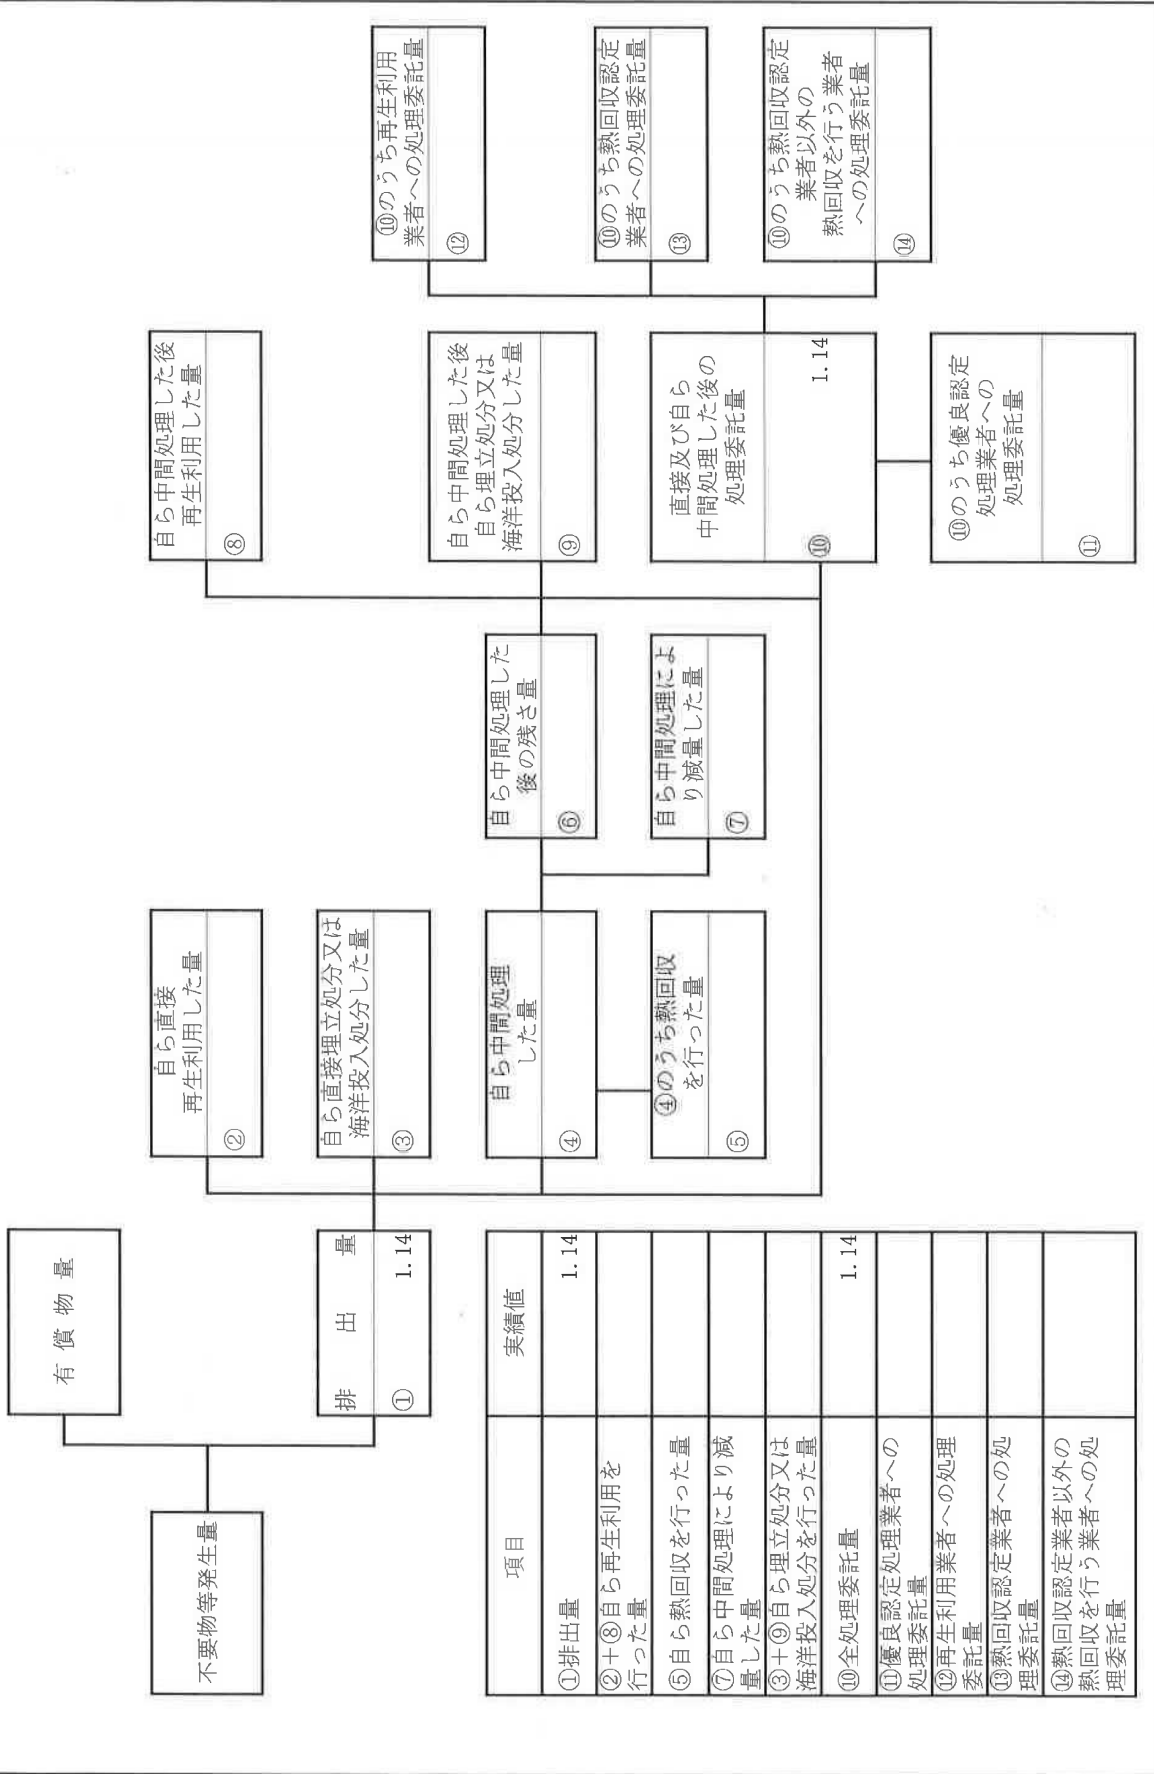 不要物等発生量
有償物量
排出量
① 1.14
自ら直接
再生利用した量
②
自ら直接埋立処分又は
海洋投入処分した量
③
自ら中間処理
した量
④
④のうち熱回収
を行った量
⑤
自ら中間処理した
後の残さ量
⑥
自ら中間処理によ
り減量した量
⑦
自ら中間処理した後
再生利用した量
⑧
自ら中間処理した後
自ら埋立処分又は
海洋投入処分した量
⑨
直接及び自ら
中間処理した後の
処理委託量
⑩ 1.14
⑩のうち優良認定
処理業者への
処理委託量
⑪
⑩のうち再生利用
業者への処理委託量
⑫
⑩のうち熱回収認定
業者への処理委託量
⑬
⑩のうち熱回収認定
業者以外の
熱回収を行う業者
への処理委託量
⑭
項目 実績値
①排出量 1.14
②+⑧自ら再生利用を
行った量
⑤自ら熱回収を行った量
⑦自ら中間処理により減
量した量
③+⑨自ら埋立処分又は
海洋投入処分を行った量
⑩全処理委託量 1.14
⑪優良認定処理業者への
処理委託量
⑫再生利用業者への処理
委託量
⑬熱回収認定業者への処
理委託量
⑭熱回収認定業者以外の
熱回収を行う業者への処
理委託量